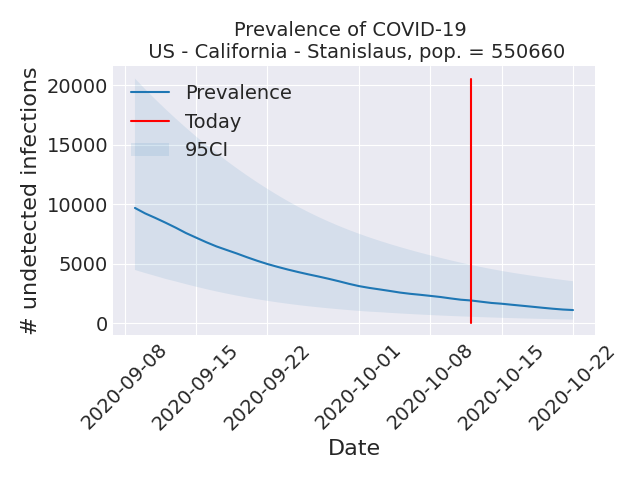 Prevalence of COVID-19
US - California - Stanislaus, pop. = 550660
# undetected infections
20000
15000
10000
5000
0
Prevalence
Today
95CI
2020-09-08
2020-09-15
2020-09-22
2020-10-01
2020-10-08
2020-10-15
2020-10-22
Date